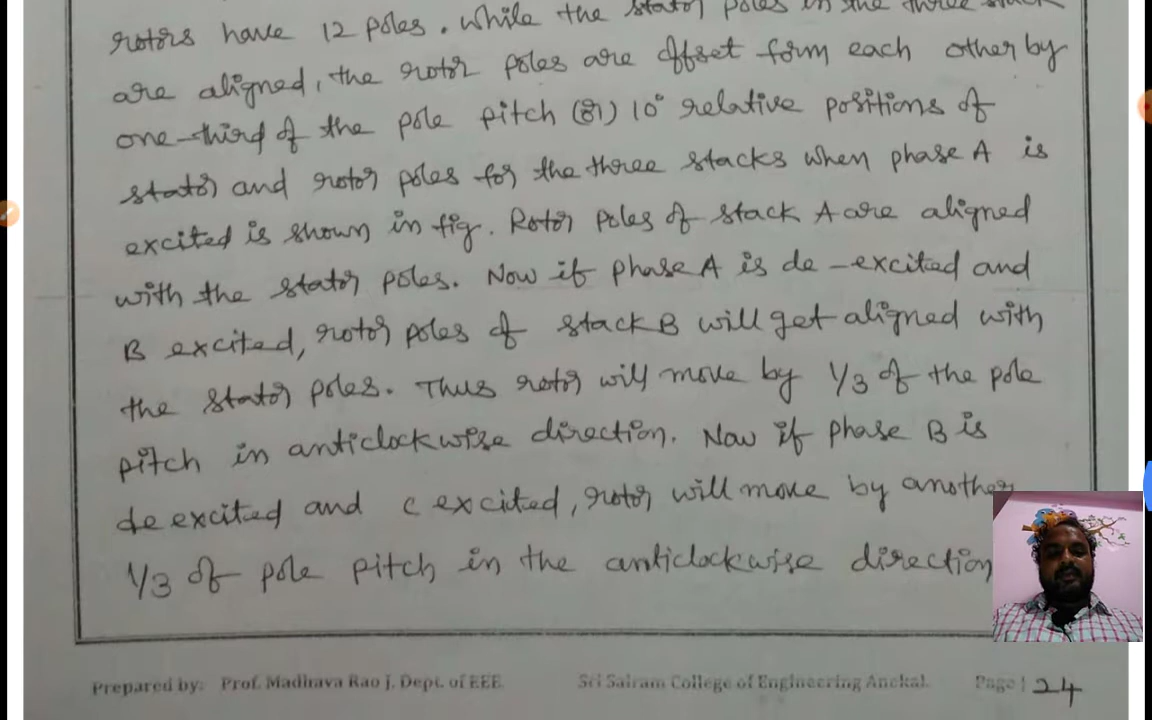 rotors have 12 poles. While the stator poles in the three stack
are aligned, the rotor poles are offset form each other by
one-third of the pole pitch (or) 10° relative positions of
stator and rotor poles for the three stacks when phase A is
excited is shown in fig. Rotor poles of stack A are aligned
with the stator poles. Now if phase A is de-excited and
B excited, rotor poles of stack B will get aligned with
the stator poles. Thus rotor will move by 1/3 of the pole
pitch in anticlockwise direction. Now if phase B is
de excited and c excited, rotor will move by another
1/3 of pole pitch in the anticlockwise direction
Prepared by: Prof. Madhava Rao J. Dept. of EEE. Sri Sairam College of Engineering Anekal. Page | 24